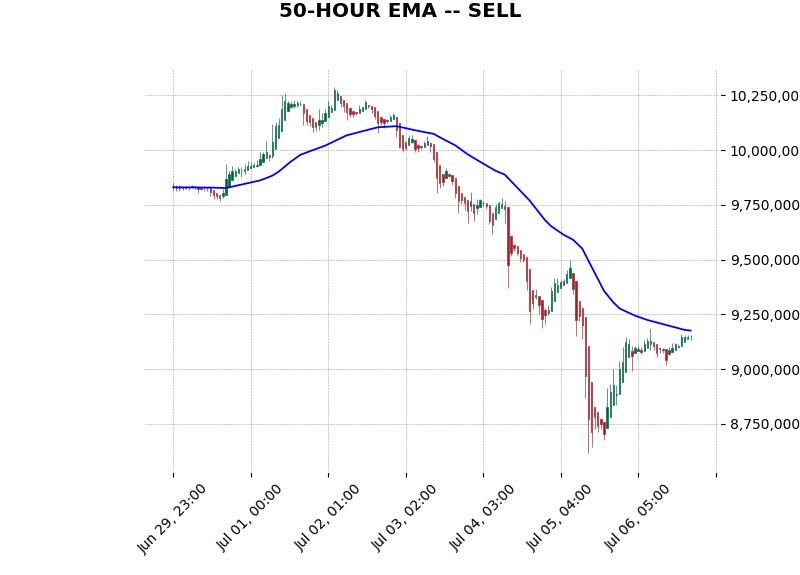 50-HOUR EMA -- SELL
10,250,00
10,000,00
9,750,000
9,500,000
9,250,000
9,000,000
8,750,000
Jun 29, 23:00
Jul 01, 00:00
Jul 02, 01:00
Jul 03, 02:00
Jul 04, 03:00
Jul 05, 04:00
Jul 06, 05:00